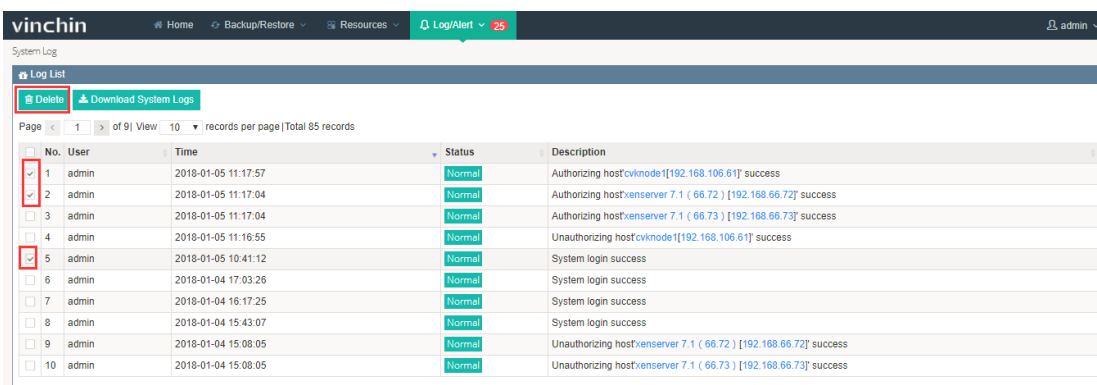 vinchin Home Backup/Restore Resources Log/Alert 25 admin
System Log
Log List
Delete Download System Logs
Page < 1 > of 9| View 10 records per page|Total 85 records
No. User Time Status Description
1 admin 2018-01-05 11:17:57 Normal Authorizing host'cvknode1[192.168.106.61]' success
2 admin 2018-01-05 11:17:04 Normal Authorizing host'xenserver 7.1 ( 66.72 ) [192.168.66.72]' success
3 admin 2018-01-05 11:17:04 Normal Authorizing host'xenserver 7.1 ( 66.73 ) [192.168.66.73]' success
4 admin 2018-01-05 11:16:55 Normal Unauthorizing host'cvknode1[192.168.106.61]' success
5 admin 2018-01-05 10:41:12 Normal System login success
6 admin 2018-01-04 17:03:26 Normal System login success
7 admin 2018-01-04 16:17:25 Normal System login success
8 admin 2018-01-04 15:43:07 Normal System login success
9 admin 2018-01-04 15:08:05 Normal Unauthorizing host'xenserver 7.1 ( 66.72 ) [192.168.66.72]' success
10 admin 2018-01-04 15:08:05 Normal Unauthorizing host'xenserver 7.1 ( 66.73 ) [192.168.66.73]' success